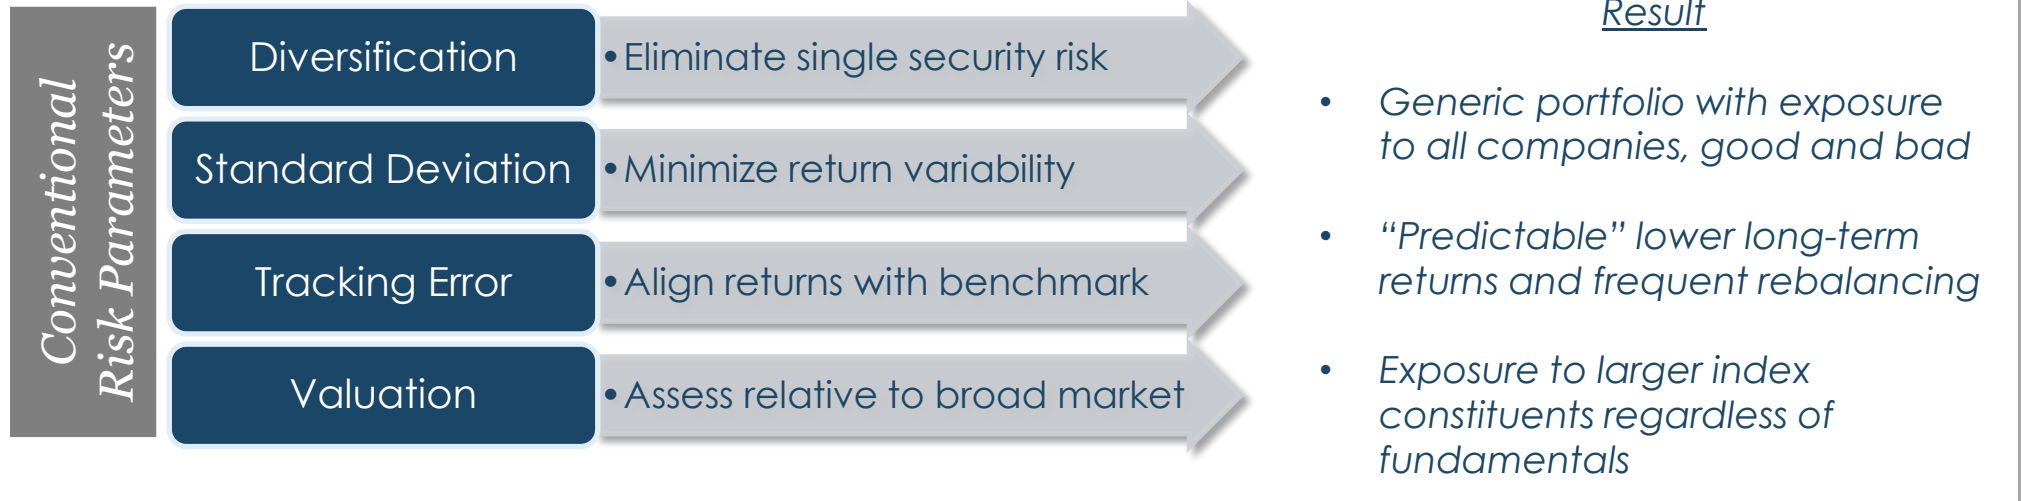 Conventional
Risk Parameters
Diversification
• Eliminate single security risk
Standard Deviation
• Minimize return variability
Tracking Error
• Align returns with benchmark
Valuation
• Assess relative to broad market
Result
• Generic portfolio with exposure
to all companies, good and bad
• “Predictable” lower long-term
returns and frequent rebalancing
• Exposure to larger index
constituents regardless of
fundamentals